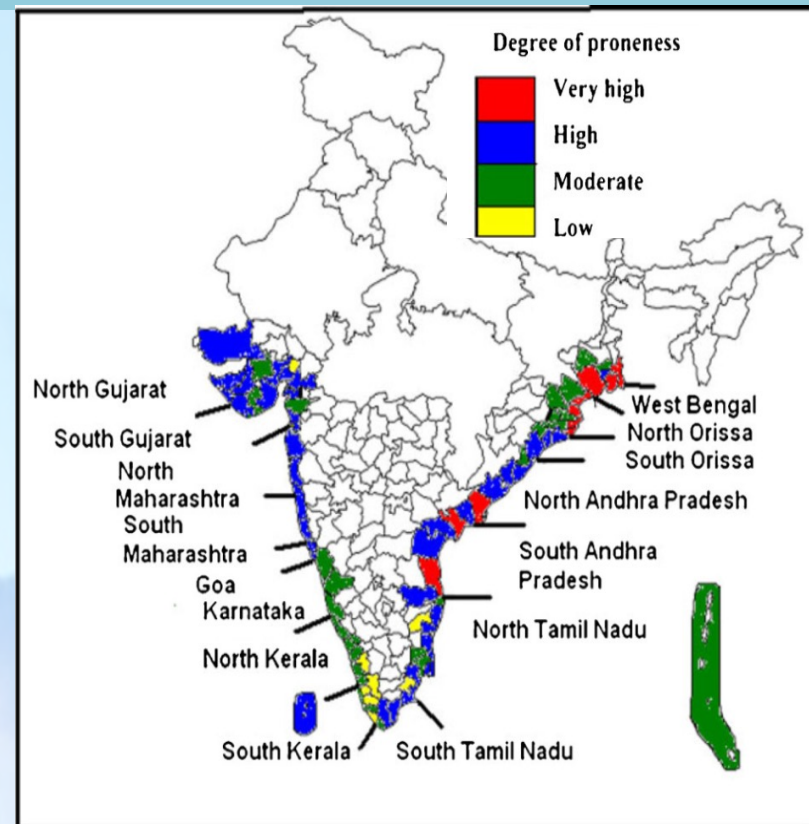 Degree of proneness
Very high
High
Moderate
Low
North Gujarat
South Gujarat
North
Maharashtra
South
Maharashtra
Goa
Karnataka
North Kerala
South Kerala
South Tamil Nadu
West Bengal
North Orissa
South Orissa
North Andhra Pradesh
South Andhra
Pradesh
North Tamil Nadu